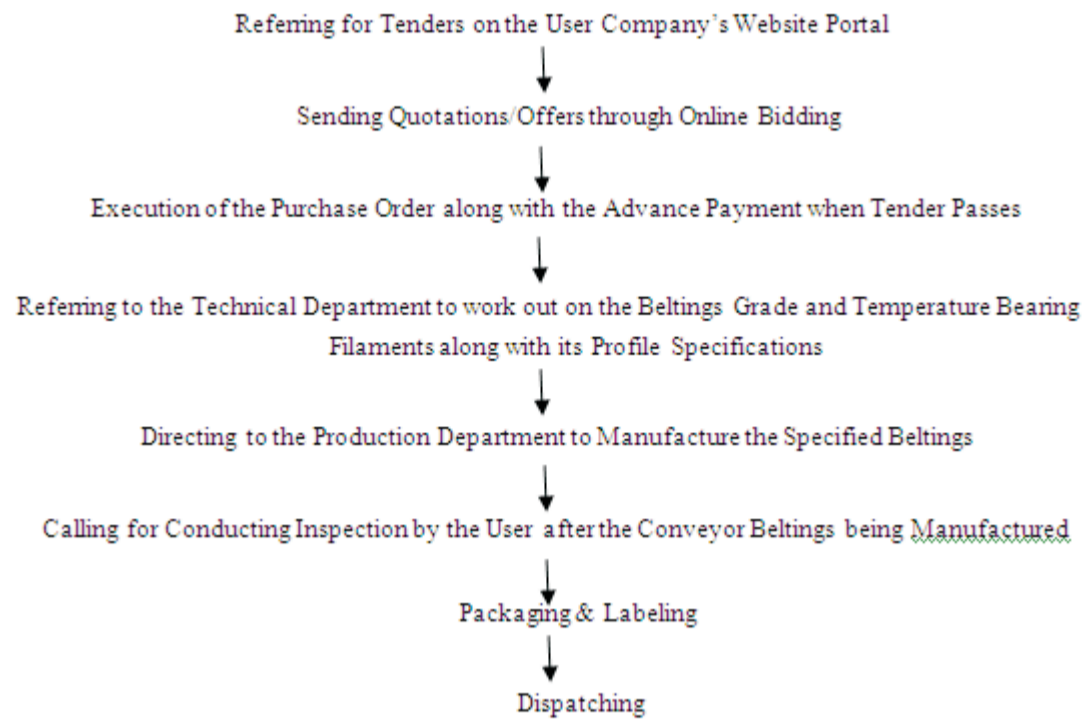 Referring for Tenders on the User Company's Website Portal
Sending Quotations/Offers through Online Bidding
Execution of the Purchase Order along with the Advance Payment when Tender Passes
Referring to the Technical Department to work out on the Beltings Grade and Temperature Bearing
Filaments along with its Profile Specifications
Directing to the Production Department to Manufacture the Specified Beltings
Calling for Conducting Inspection by the User after the Conveyor Beltings being Manufactured
Packaging & Labeling
Dispatching